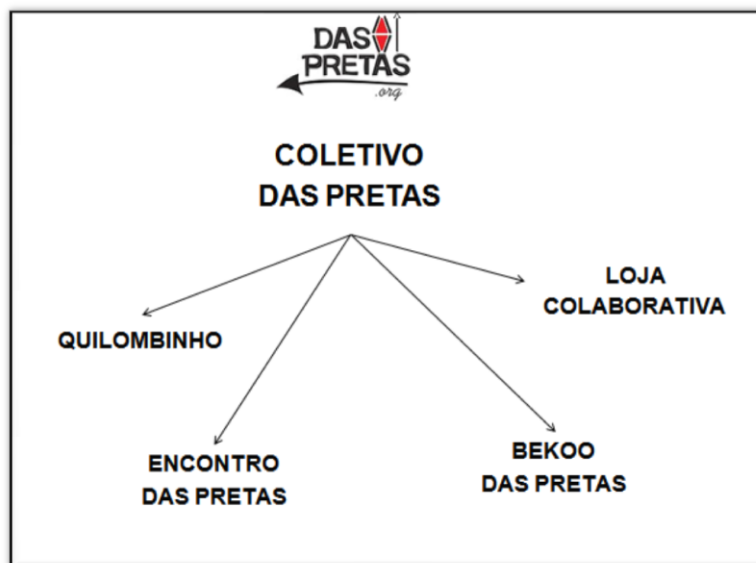 DAS
PRETAS
.org
COLETIVO
DAS PRETAS
LOJA
COLABORATIVA
QUILOMBINHO
ENCONTRO
DAS PRETAS
BEKOO
DAS PRETAS